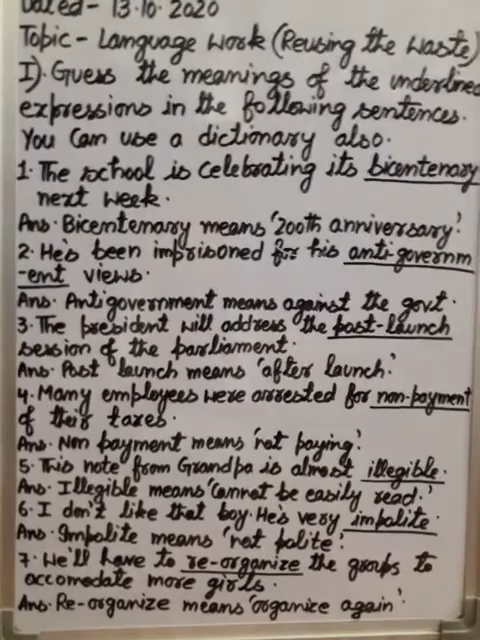 Dated - 13.10.2020
Topic - Language work (Reusing the Waste)
I). Guess the meanings of the underlined
expressions in the following sentences.
You can use a dictionary also.
1. The school is celebrating its bicentenary
next week.
Ans. Bicentenary means '200th anniversary'.
2. He's been imprisoned for his anti governm
-ent views.
Ans. Antigovernment means against the govt.
3. The president will address the post-launch
session of the parliament.
Ans. Post launch means 'after launch.'
4. Many employees were arrested for non-payment
of their taxes.
Ans. Non payment means 'not paying'.
5. This note from Grandpa is almost illegible.
Ans. Illegible means 'Cannot be easily read.'
6. I don't like that boy. He's very impolite.
Ans. Impolite means 'not polite'.
7. We'll have to re-organize the groups to
accomodate more girls.
Ans. Re-organize means 'organize again'.